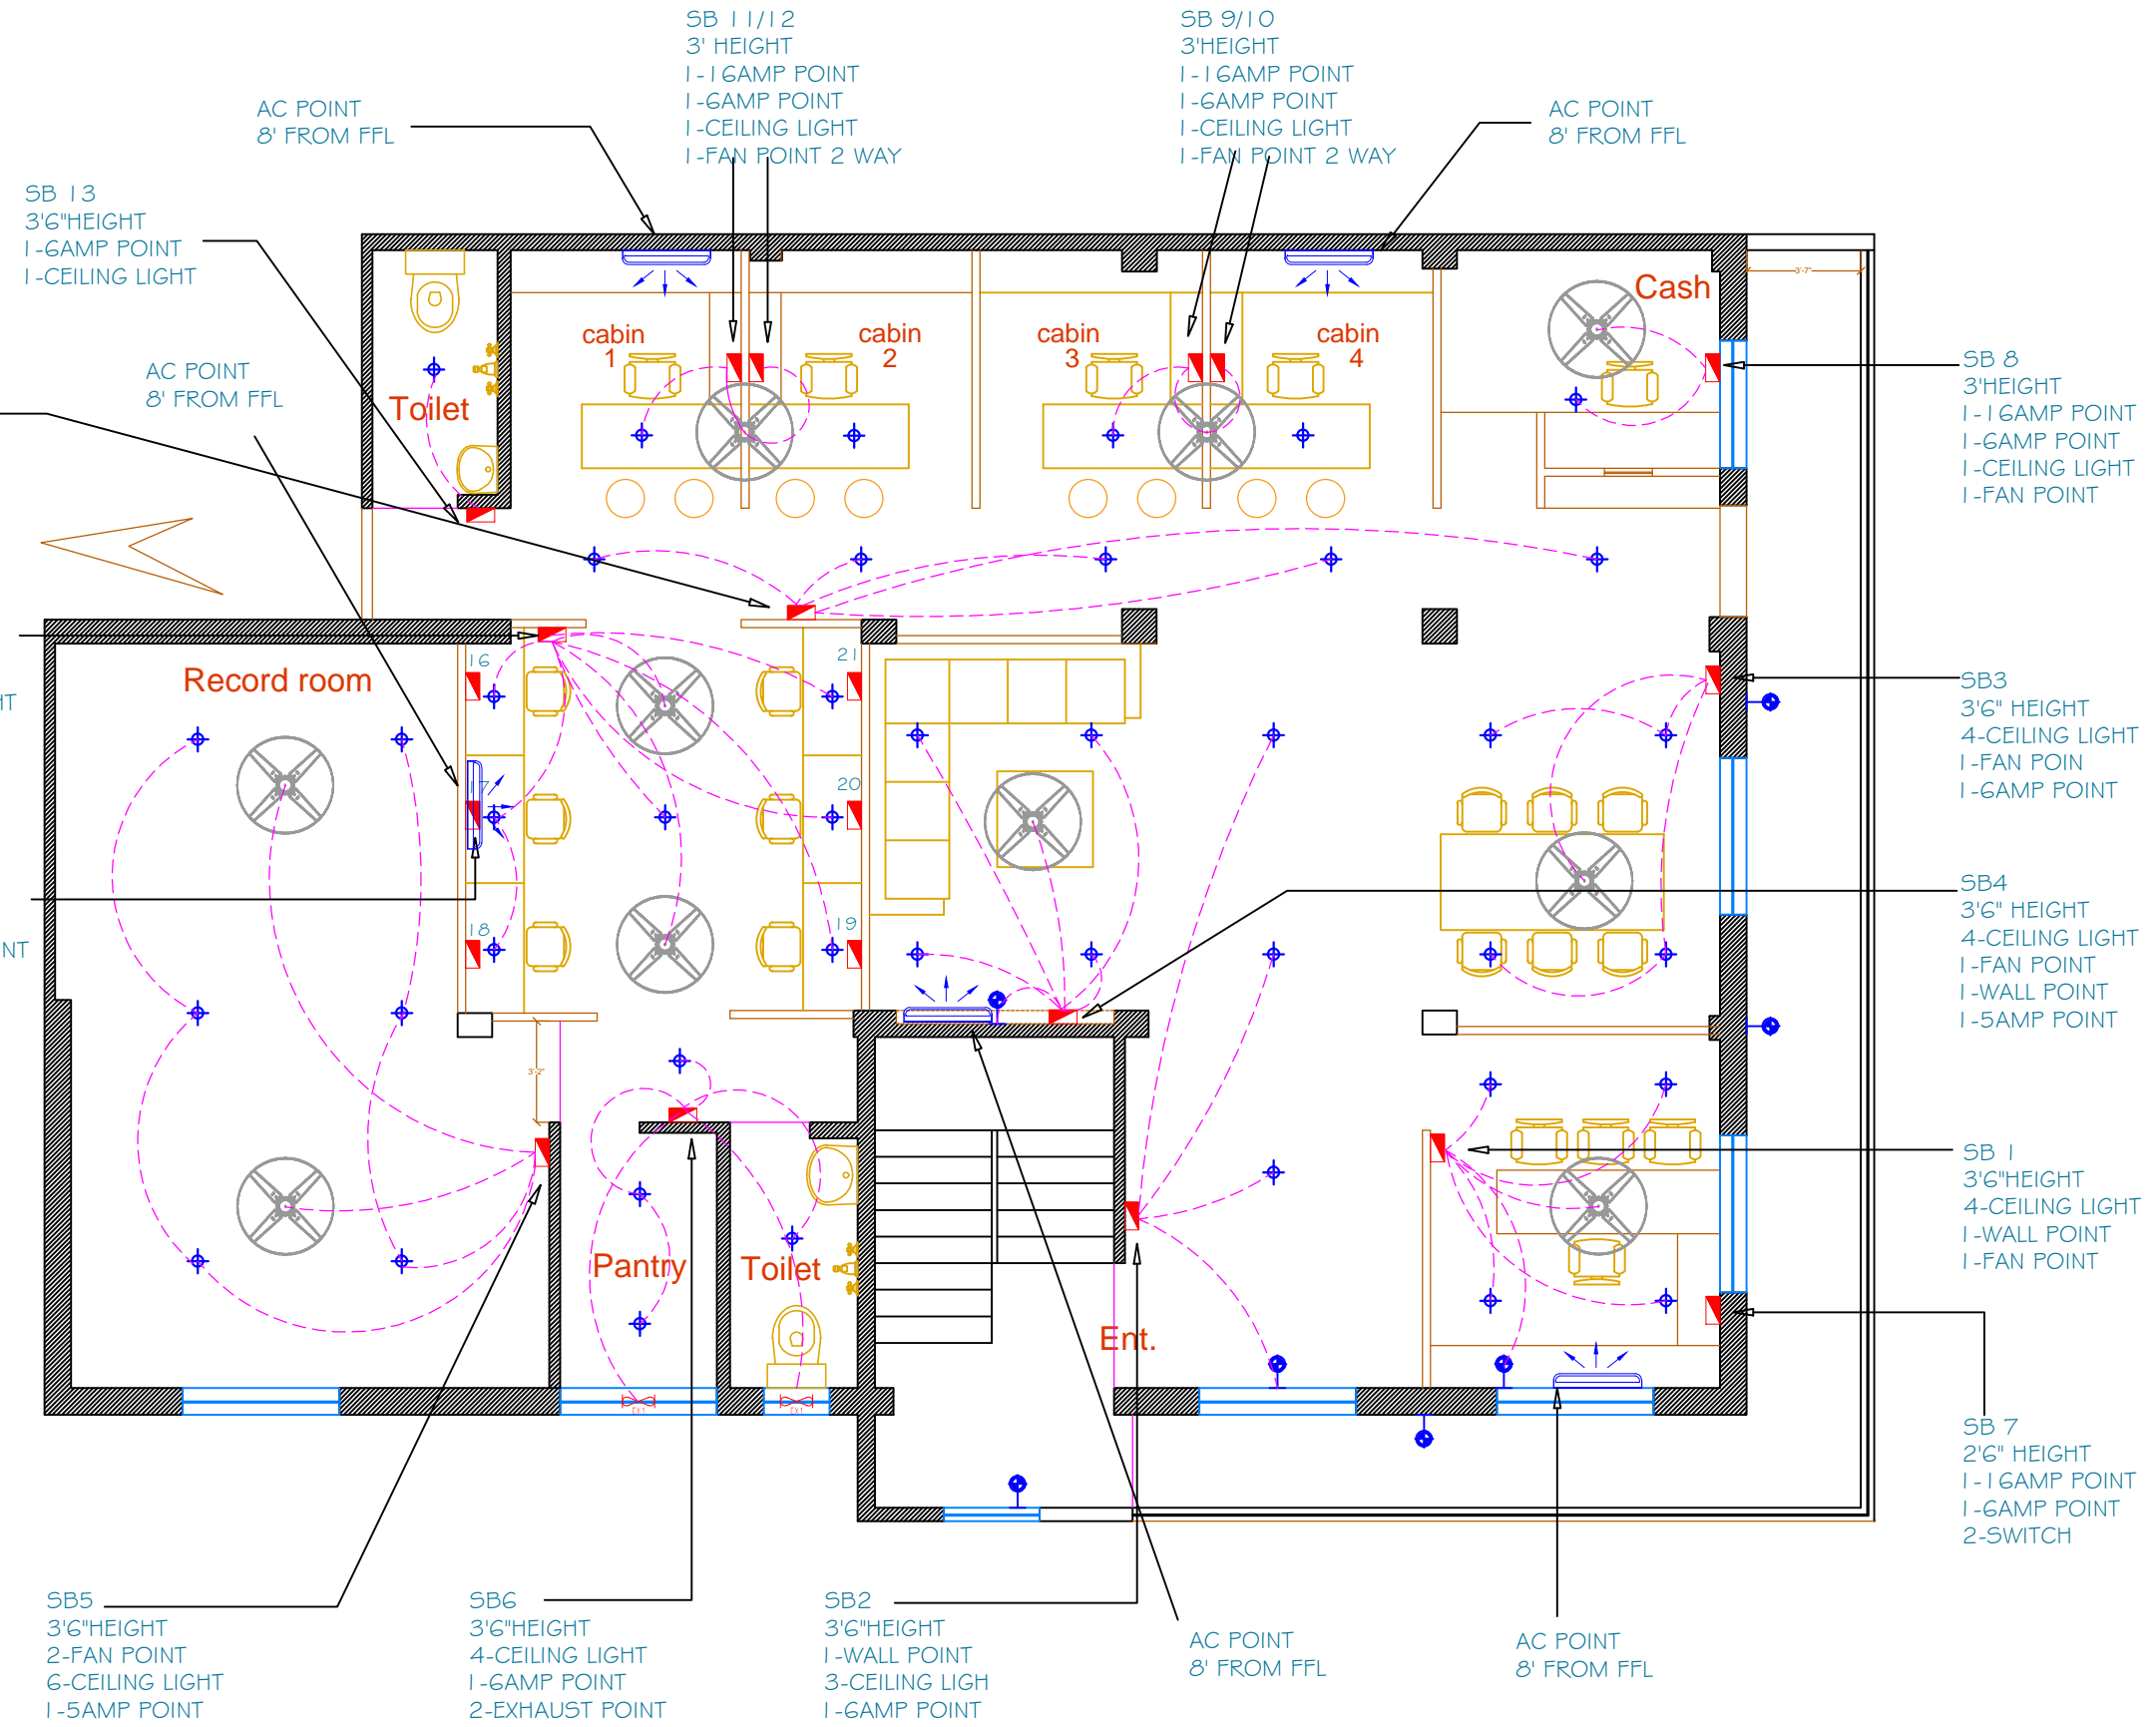 SB 11/12
3' HEIGHT
1-16AMP POINT
1-6AMP POINT
1-CEILING LIGHT
1-FAN POINT 2 WAY
SB 9/10
3'HEIGHT
1-16AMP POINT
1-6AMP POINT
1-CEILING LIGHT
1-FAN POINT 2 WAY
AC POINT
8' FROM FFL
AC POINT
8' FROM FFL
SB 13
3'6"HEIGHT
1-6AMP POINT
1-CEILING LIGHT
AC POINT
8' FROM FFL
3'-7"
Cash
cabin
1
cabin
2
cabin
3
cabin
4
Toilet
SB 8
3'HEIGHT
1-16AMP POINT
1-6AMP POINT
1-CEILING LIGHT
1-FAN POINT
Record room
HT
16
21
17
20
18
19
NT
SB3
3'6" HEIGHT
4-CEILING LIGHT
1-FAN POIN
1-6AMP POINT
SB4
3'6" HEIGHT
4-CEILING LIGHT
1-FAN POINT
1-WALL POINT
1-5AMP POINT
3'-2"
SB 1
3'6"HEIGHT
4-CEILING LIGHT
1-WALL POINT
1-FAN POINT
Pantry
Toilet
Ent.
SB 7
2'6" HEIGHT
1-16AMP POINT
1-6AMP POINT
2-SWITCH
SB5
3'6"HEIGHT
2-FAN POINT
6-CEILING LIGHT
1-5AMP POINT
SB6
3'6"HEIGHT
4-CEILING LIGHT
1-6AMP POINT
2-EXHAUST POINT
SB2
3'6"HEIGHT
1-WALL POINT
3-CEILING LIGH
1-6AMP POINT
AC POINT
8' FROM FFL
AC POINT
8' FROM FFL